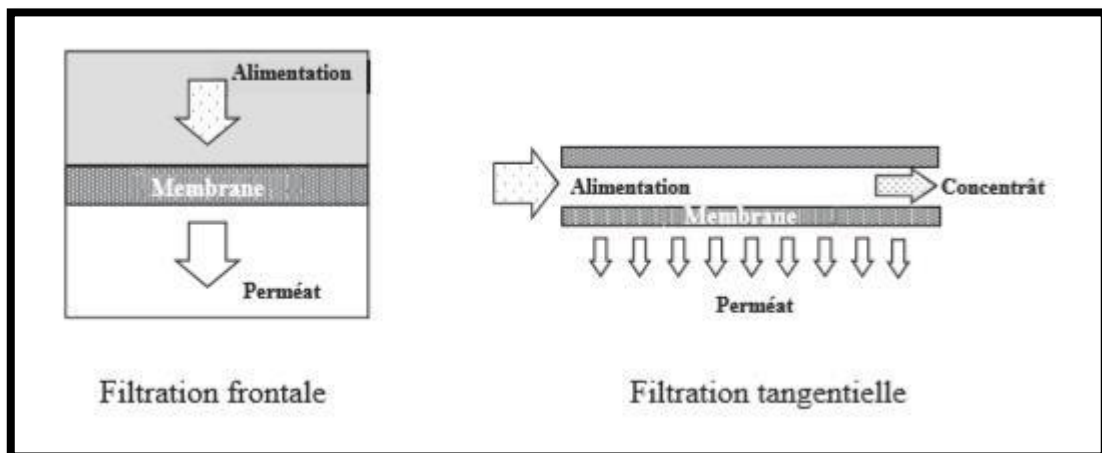 Alimentation
Membrane
Perméat
Filtration frontale
Alimentation
Concentrât
Membrane
Perméat
Filtration tangentielle